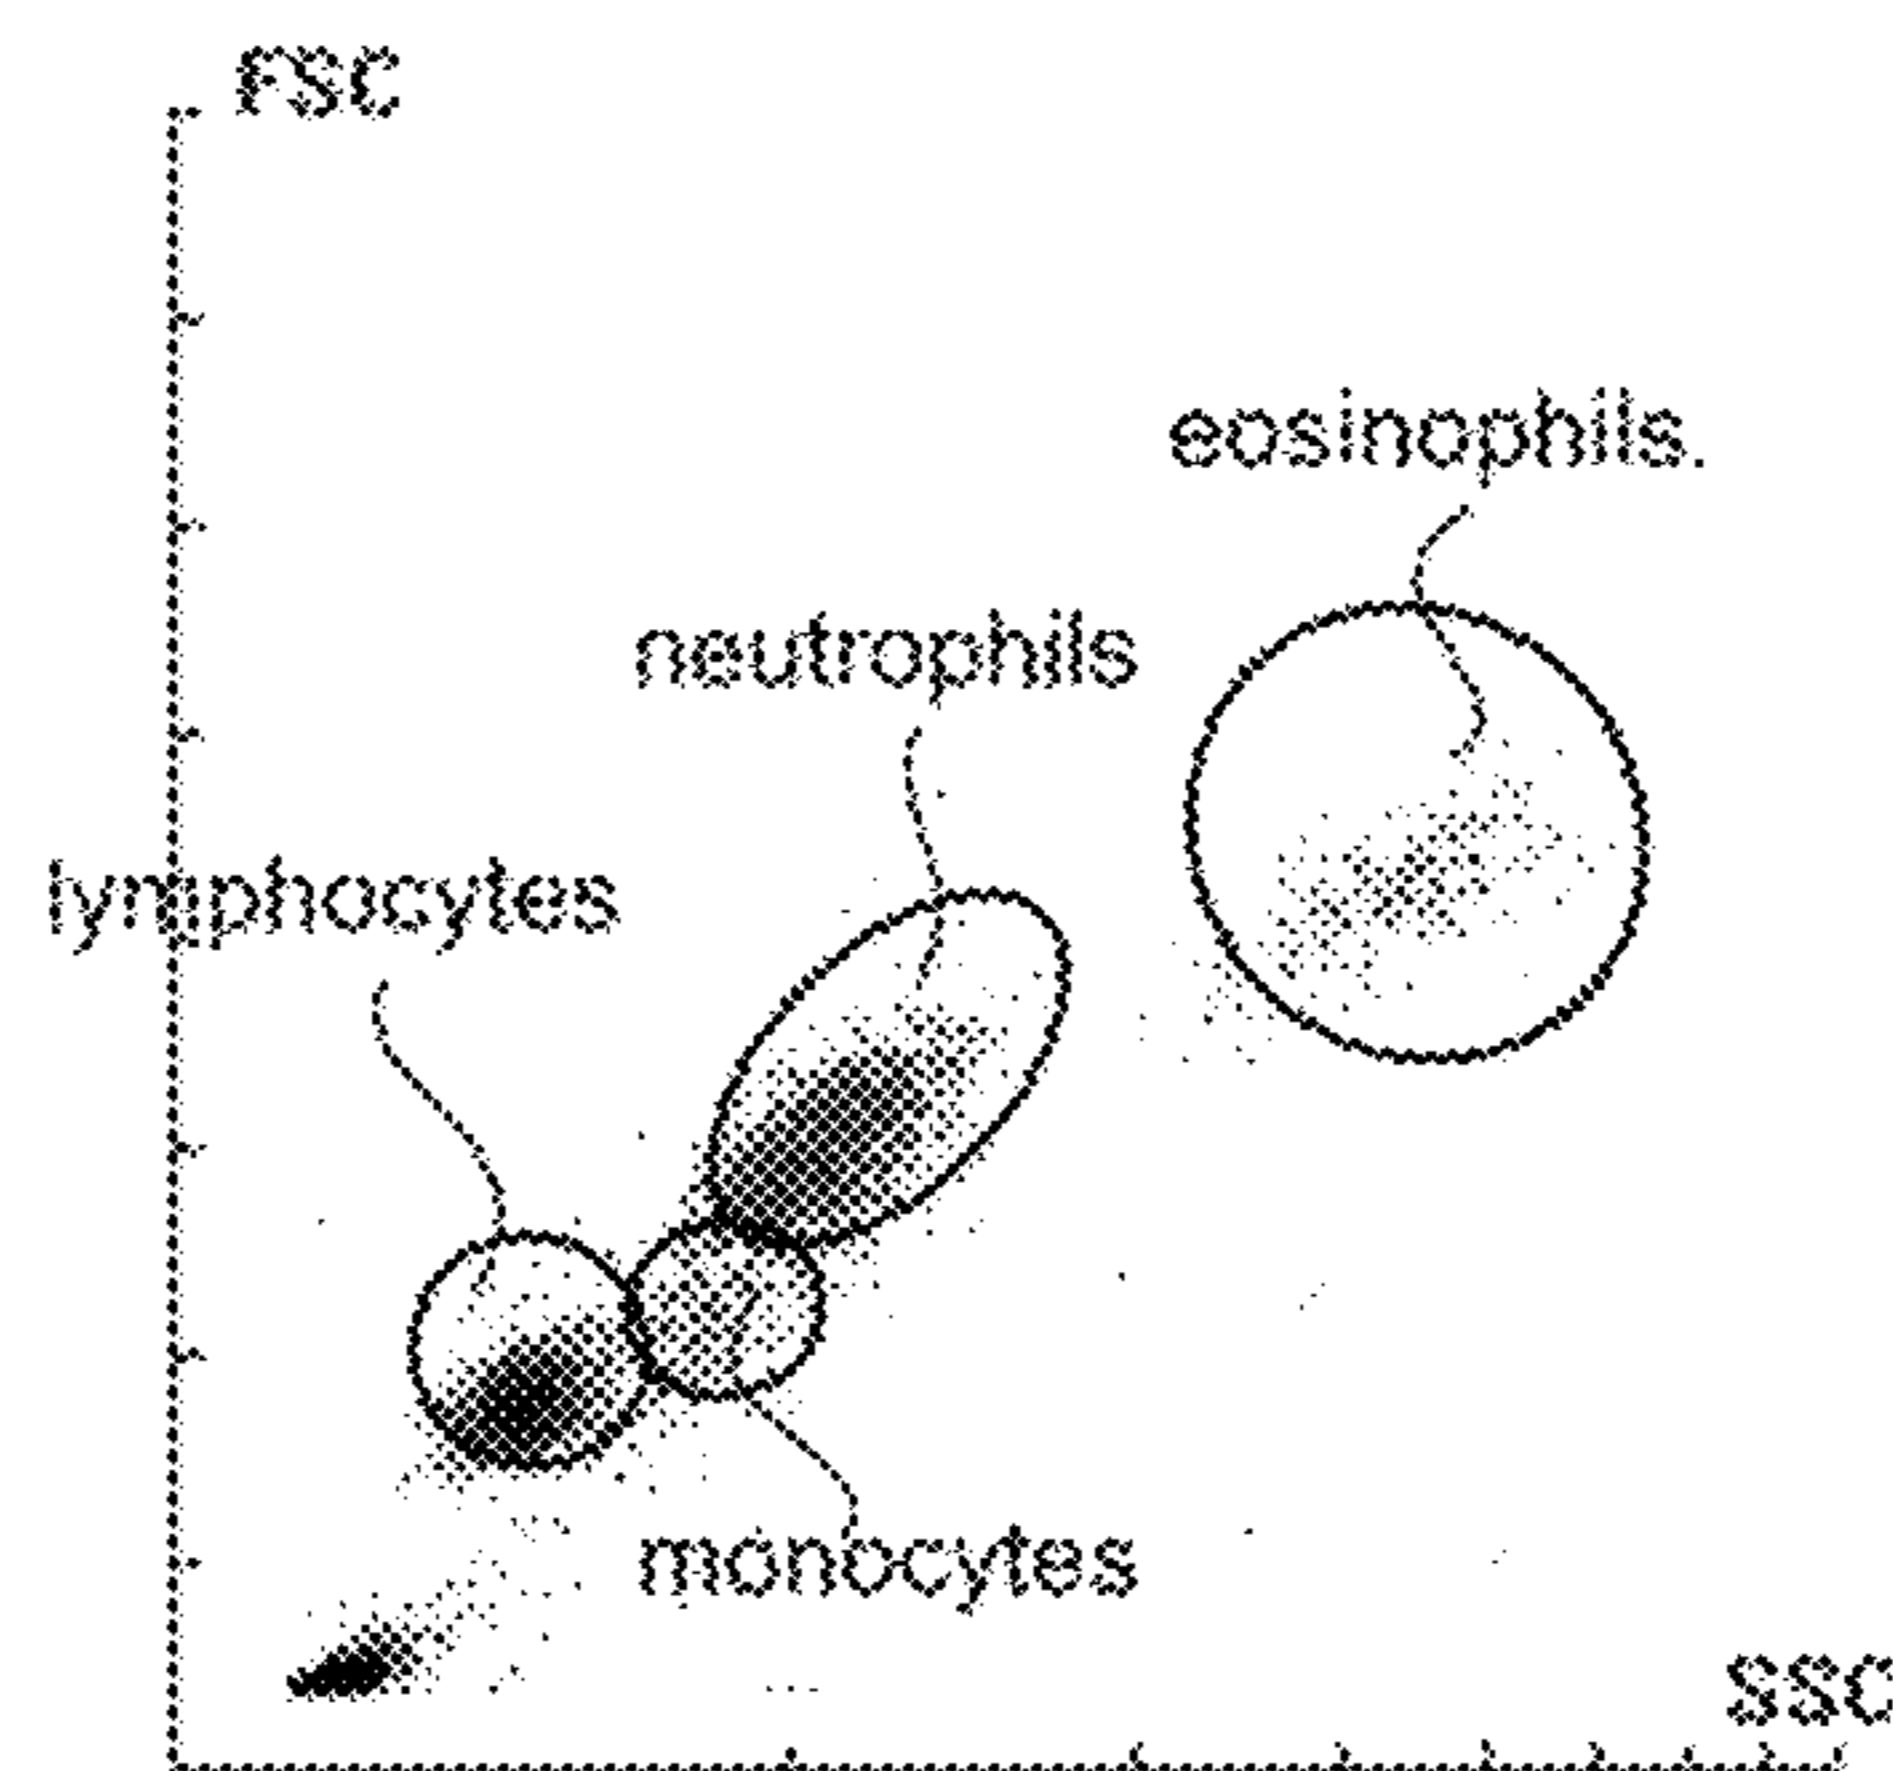 FSC
eosinophils.
neutrophils
lymphocytes
monocytes
SSC